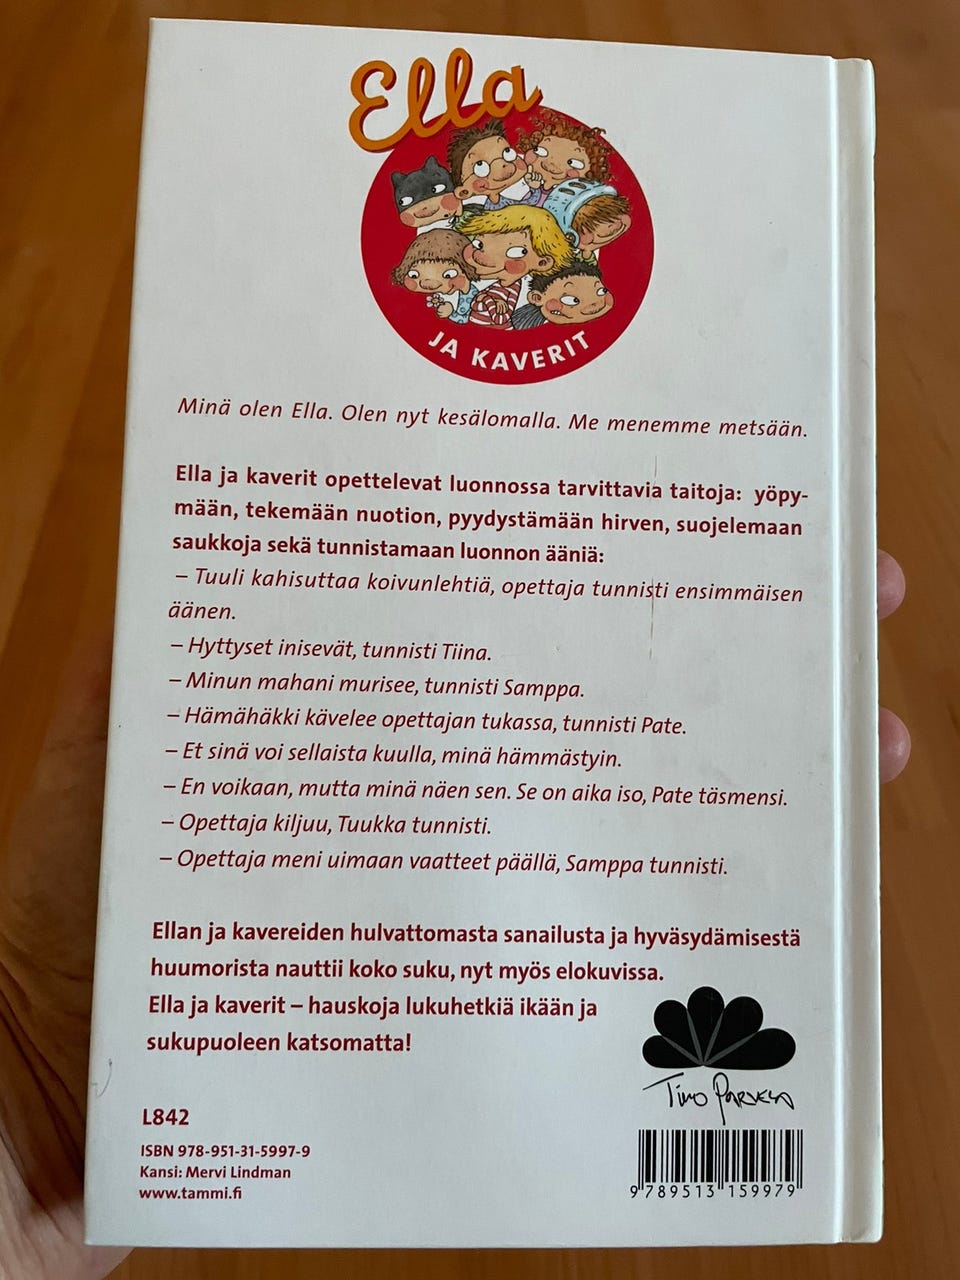 Ella
JA KAVERIT
Minä olen Ella. Olen nyt kesälomalla. Me menemme metsään.
Ella ja kaverit opettelevat luonnossa tarvittavia taitoja: yöpy-
mään, tekemään nuotion, pyydystämään hirven, suojelemaan
saukkoja sekä tunnistamaan luonnon ääniä:
– Tuuli kahisuttaa koivunlehtiä, opettaja tunnisti ensimmäisen
äänen.
– Hyttyset inisevät, tunnisti Tiina.
– Minun mahani murisee, tunnisti Samppa.
– Hämähäkki kävelee opettajan tukassa, tunnisti Pate.
– Et sinä voi sellaista kuulla, minä hämmästyin.
– En voikaan, mutta minä näen sen. Se on aika iso, Pate täsmensi.
– Opettaja kiljuu, Tuukka tunnisti.
– Opettaja meni uimaan vaatteet päällä, Samppa tunnisti.
Ellan ja kavereiden hulvattomasta sanailusta ja hyväsydämisestä
huumorista nauttii koko suku, nyt myös elokuvissa.
Ella ja kaverit – hauskoja lukuhetkiä ikään ja
sukupuoleen katsomatta!
Timo Parvela
L842
ISBN 978-951-31-5997-9
Kansi: Mervi Lindman
www.tammi.fi
9 789513 159979